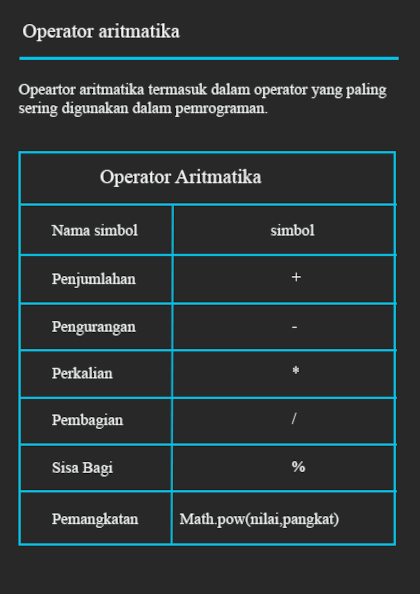 Operator aritmatika
Opeartor aritmatika termasuk dalam operator yang paling
sering digunakan dalam pemrograman.
Operator Aritmatika
Nama simbol simbol
Penjumlahan +
Pengurangan -
Perkalian *
Pembagian /
Sisa Bagi %
Pemangkatan Math.pow(nilai,pangkat)